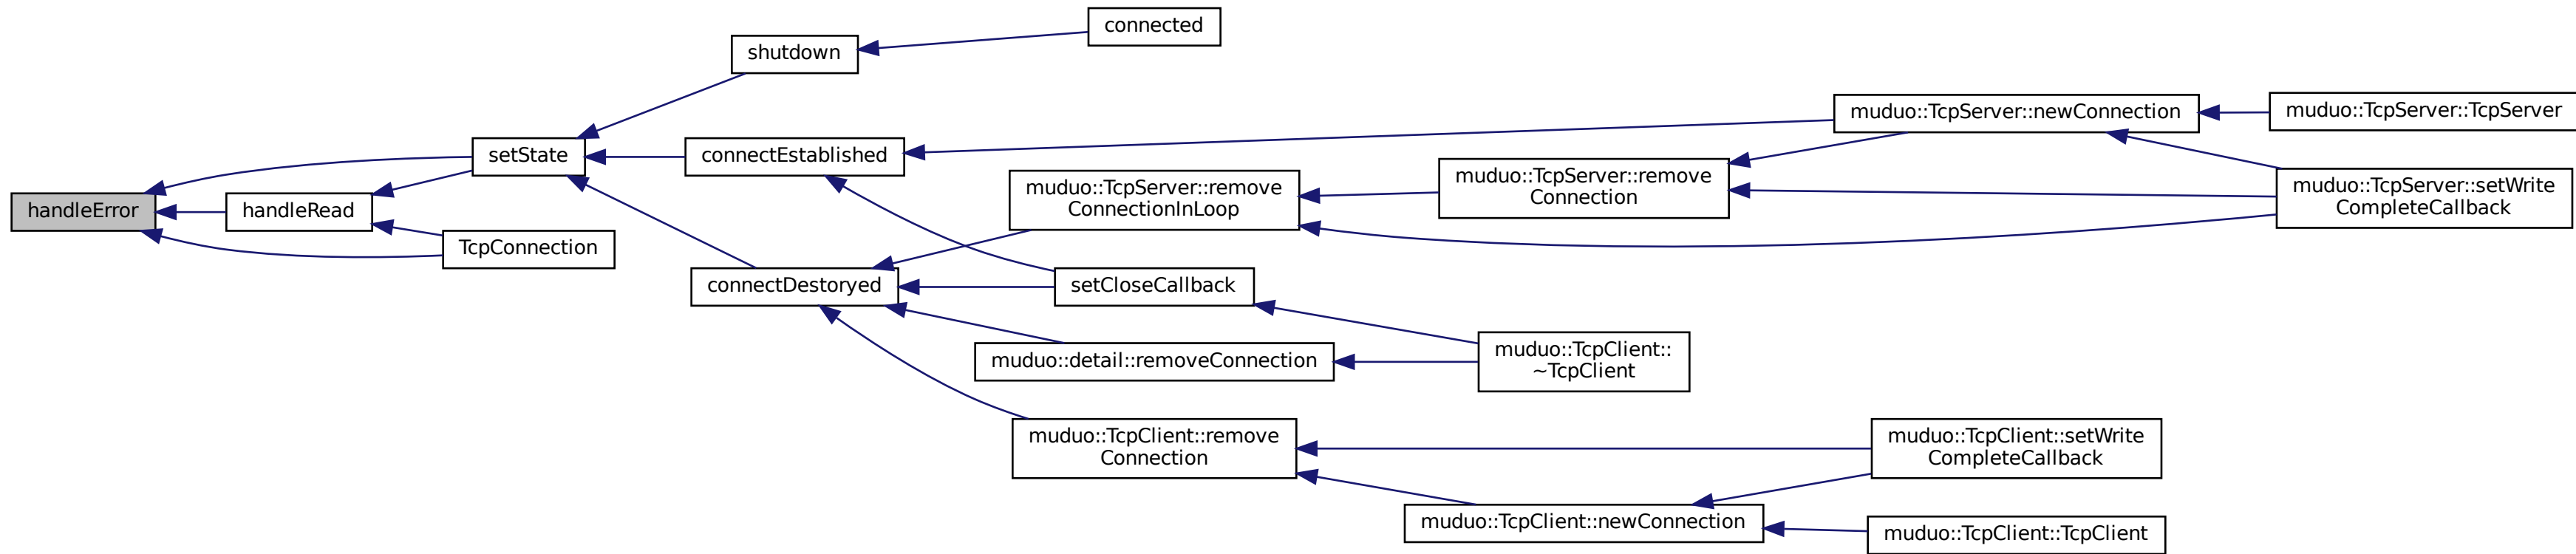 connected
shutdown
muduo::TcpServer::newConnection
muduo::TcpServer::TcpServer
setState
connectEstablished
muduo::TcpServer::remove
ConnectionInLoop
muduo::TcpServer::remove
Connection
muduo::TcpServer::setWrite
CompleteCallback
handleError
handleRead
TcpConnection
connectDestoryed
setCloseCallback
muduo::detail::removeConnection
muduo::TcpClient::
~TcpClient
muduo::TcpClient::remove
Connection
muduo::TcpClient::setWrite
CompleteCallback
muduo::TcpClient::newConnection
muduo::TcpClient::TcpClient